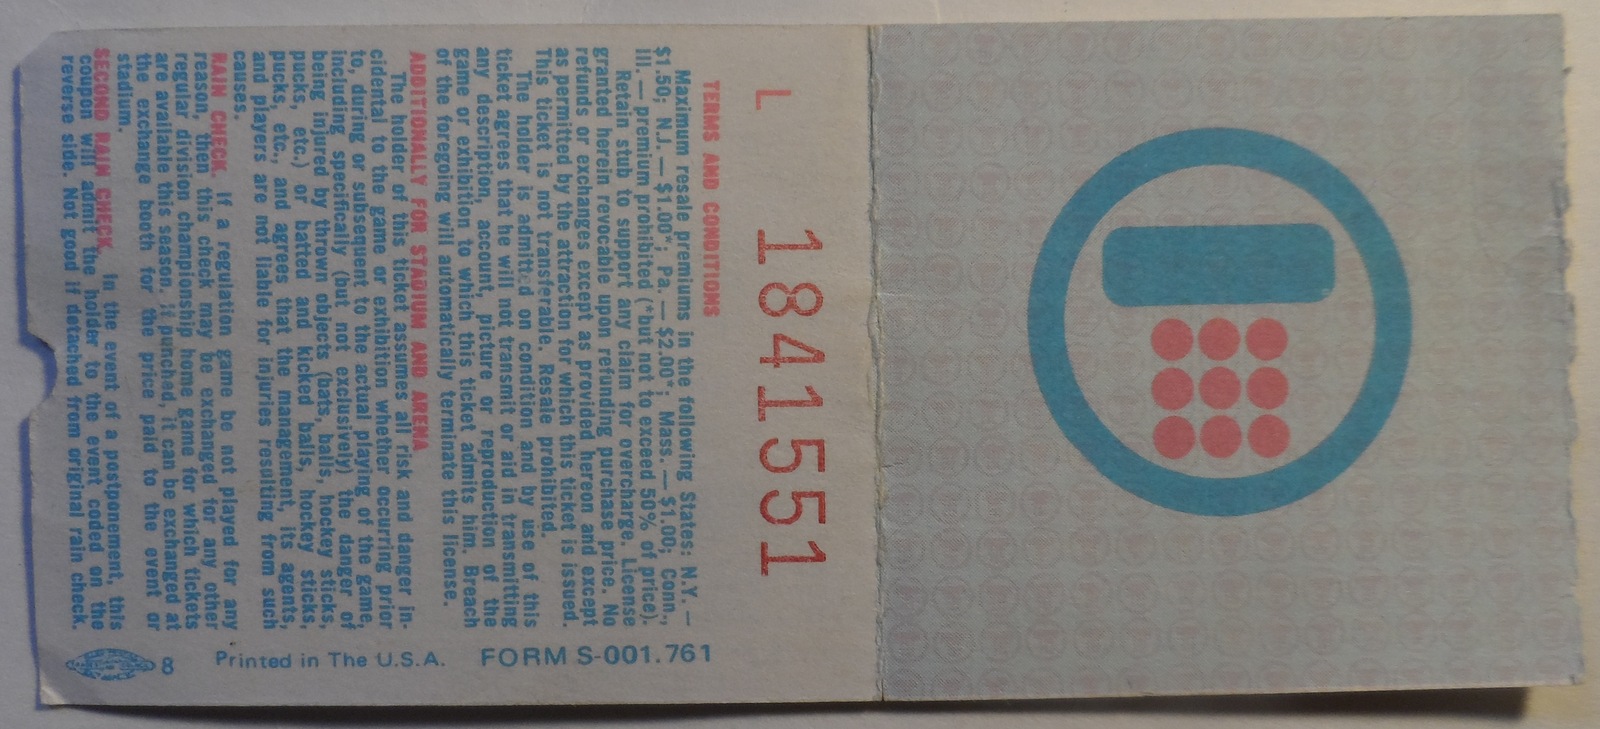 L 1841551
TERMS AND CONDITIONS
Maximum resale premiums in the following States: N.Y. —
$1.50; N.J. — $1.00*; Pa. — $2.00*; Mass. — $1.00; Conn.,
Ill. — premium prohibited (*but not to exceed 50% of price).
Retain stub to support any claim for overcharge. License
granted herein revocable upon refunding purchase price. No
refunds or exchanges except as provided hereon and except
as permitted by the attraction for which this ticket is issued.
This ticket is not transferable. Resale prohibited.
The holder is admitt d on condition and by use of this
ticket agrees that he will not transmit or aid in transmitting
any description, account, picture or reproduction of the
game or exhibition to which this ticket admits him. Breach
of the foregoing will automatically terminate this license.
ADDITIONALLY FOR STADIUM AND ARENA
The holder of this ticket assumes all risk and danger in-
cidental to the game or exhibition whether occurring prior
to, during or subsequent to the actual playing of the game,
including specifically (but not exclusively) the danger of
being injured by thrown objects (bats, balls, hockey sticks,
pucks, etc.) or batted and kicked balls, hockey sticks,
pucks, etc., and agrees that the management, its agents,
and players are not liable for injuries resulting from such
causes.
RAIN CHECK. If a regulation game be not played for any
reason, then this check may be exchanged for any other
regular division championship home game for which tickets
are available this season, if punched, it can be exchanged at
the exchange booth for the price paid to the event or
stadium.
SECOND RAIN CHECK. In the event of a postponement, this
coupon will admit the holder to the event coded on the
reverse side. Not good if detached from original rain check.
8 Printed in The U.S.A. FORM S-001.761